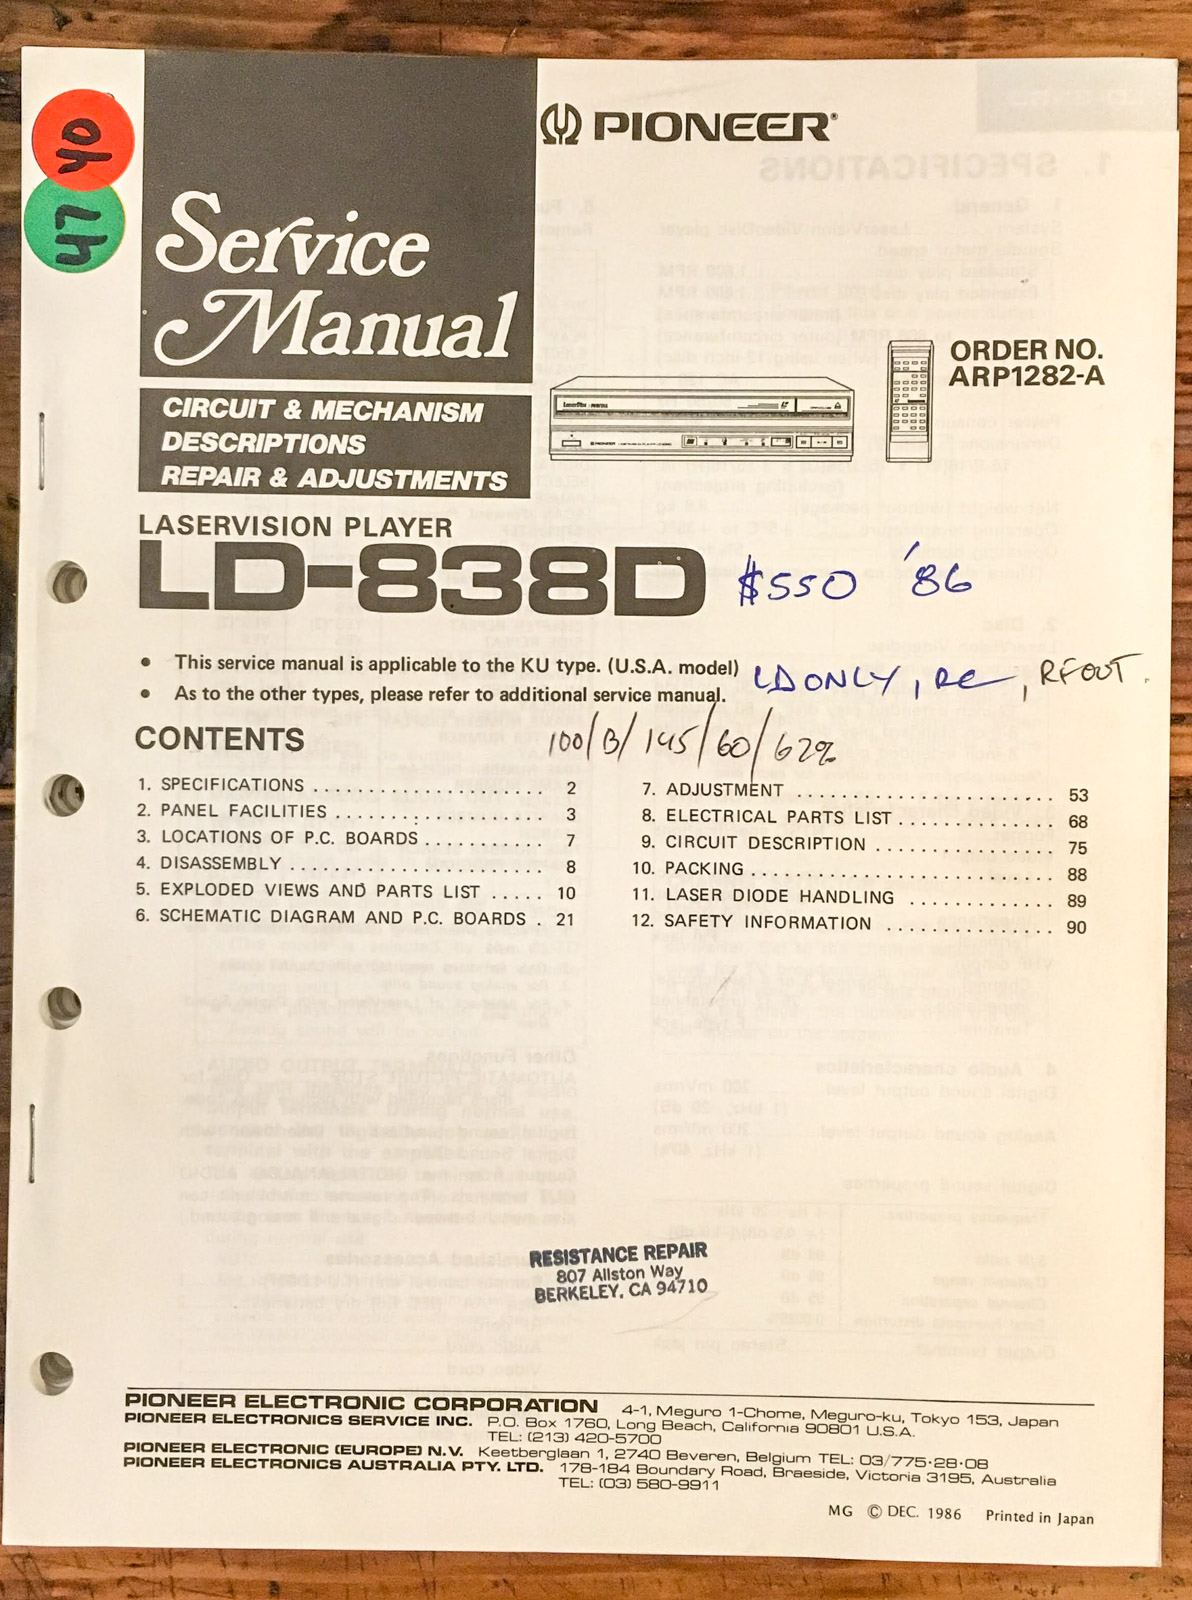 40
47
PIONEER®
Service
Manual
CIRCUIT & MECHANISM
DESCRIPTIONS
REPAIR & ADJUSTMENTS
ORDER NO.
ARP1282-A
PIONEER
LASERVISION PLAYER
LD-838D
$550 '86
• This service manual is applicable to the KU type. (U.S.A. model)
• As to the other types, please refer to additional service manual.
LD ONLY, RC, RF OUT.
100/B/145/60/62%
CONTENTS
1. SPECIFICATIONS . . . . . . . . . . . . . . . . . . . . . . 2
2. PANEL FACILITIES . . . . . . . . . . . . . . . . . . . . 3
3. LOCATIONS OF P.C. BOARDS . . . . . . . . . . . 7
4. DISASSEMBLY . . . . . . . . . . . . . . . . . . . . . . . . 8
5. EXPLODED VIEWS AND PARTS LIST . . . . . 10
6. SCHEMATIC DIAGRAM AND P.C. BOARDS . 21
7. ADJUSTMENT . . . . . . . . . . . . . . . . . . . . . . . . 53
8. ELECTRICAL PARTS LIST . . . . . . . . . . . . . . 68
9. CIRCUIT DESCRIPTION . . . . . . . . . . . . . . . . 75
10. PACKING . . . . . . . . . . . . . . . . . . . . . . . . . . . . 88
11. LASER DIODE HANDLING . . . . . . . . . . . . . 89
12. SAFETY INFORMATION . . . . . . . . . . . . . . . 90
RESISTANCE REPAIR
807 Allston Way
BERKELEY, CA 94710
PIONEER ELECTRONIC CORPORATION 4-1, Meguro 1-Chome, Meguro-ku, Tokyo 153, Japan
PIONEER ELECTRONICS SERVICE INC. P.O. Box 1760, Long Beach, California 90801 U.S.A.
TEL: (213) 420-5700
PIONEER ELECTRONIC (EUROPE) N.V. Keetberglaan 1, 2740 Beveren, Belgium TEL: 03/775·28·08
PIONEER ELECTRONICS AUSTRALIA PTY. LTD. 178-184 Boundary Road, Braeside, Victoria 3195, Australia
TEL: (03) 580-9911
MG © DEC. 1986 Printed in Japan